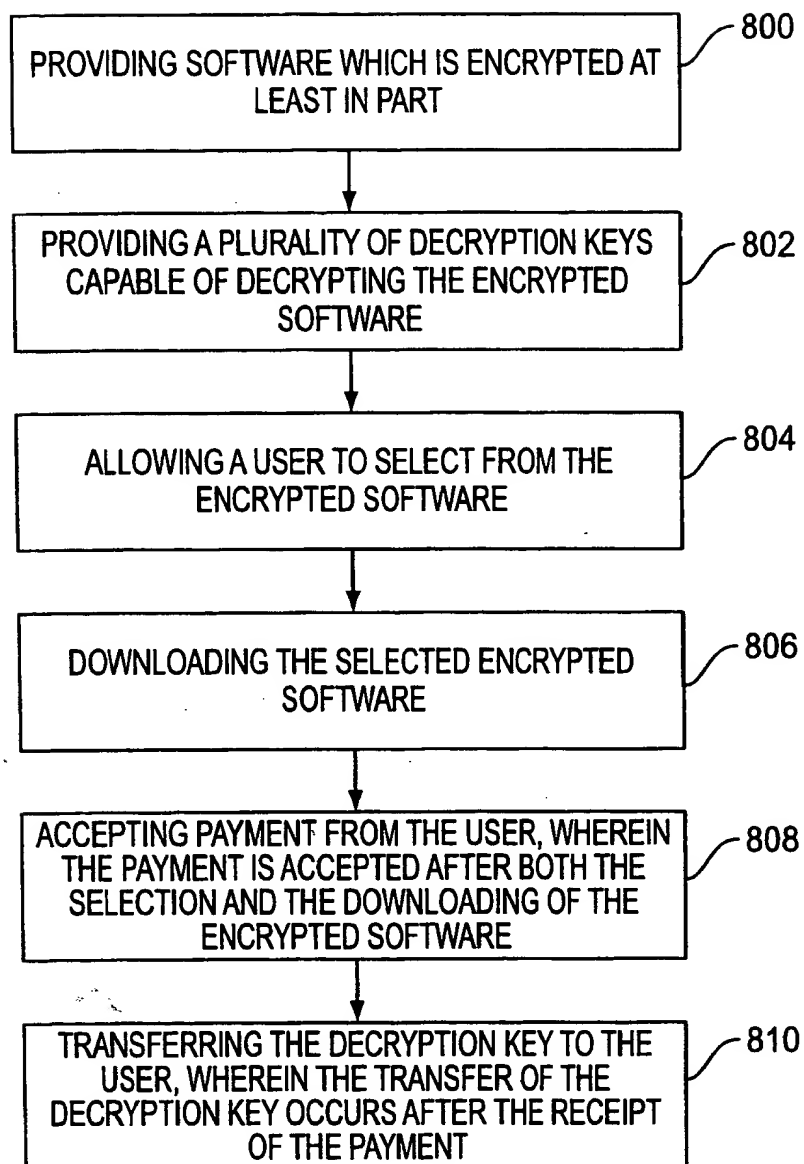 800
PROVIDING SOFTWARE WHICH IS ENCRYPTED AT
LEAST IN PART
802
PROVIDING A PLURALITY OF DECRYPTION KEYS
CAPABLE OF DECRYPTING THE ENCRYPTED
SOFTWARE
804
ALLOWING A USER TO SELECT FROM THE
ENCRYPTED SOFTWARE
806
DOWNLOADING THE SELECTED ENCRYPTED
SOFTWARE
808
ACCEPTING PAYMENT FROM THE USER, WHEREIN
THE PAYMENT IS ACCEPTED AFTER BOTH THE
SELECTION AND THE DOWNLOADING OF THE
ENCRYPTED SOFTWARE
810
TRANSFERRING THE DECRYPTION KEY TO THE
USER, WHEREIN THE TRANSFER OF THE
DECRYPTION KEY OCCURS AFTER THE RECEIPT
OF THE PAYMENT